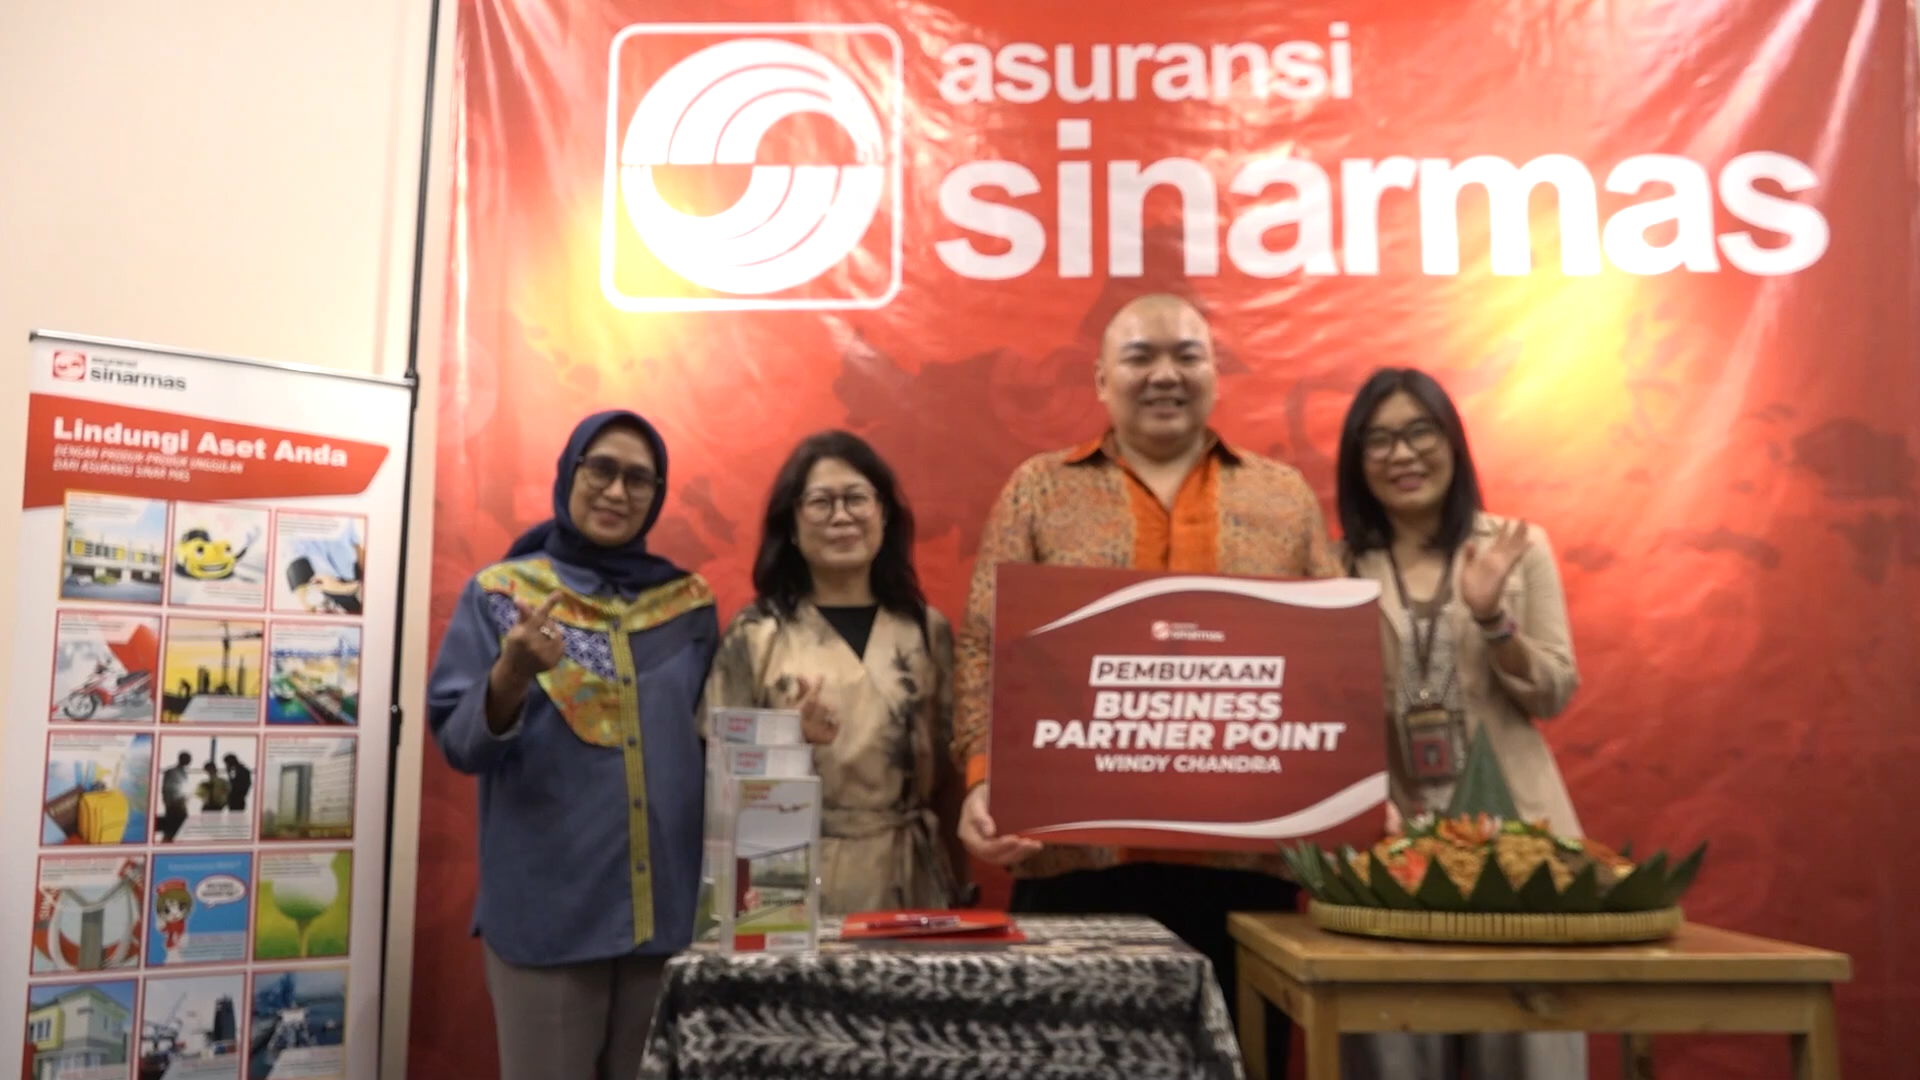 asuransi
sinarmas
asuransi
sinarmas
Lindungi Aset Anda
DENGAN PRODUK-PRODUK UNGGULAN
DARI ASURANSI SINAR MAS
sinarmas
PEMBUKAAN
BUSINESS
PARTNER POINT
WINDY CHANDRA